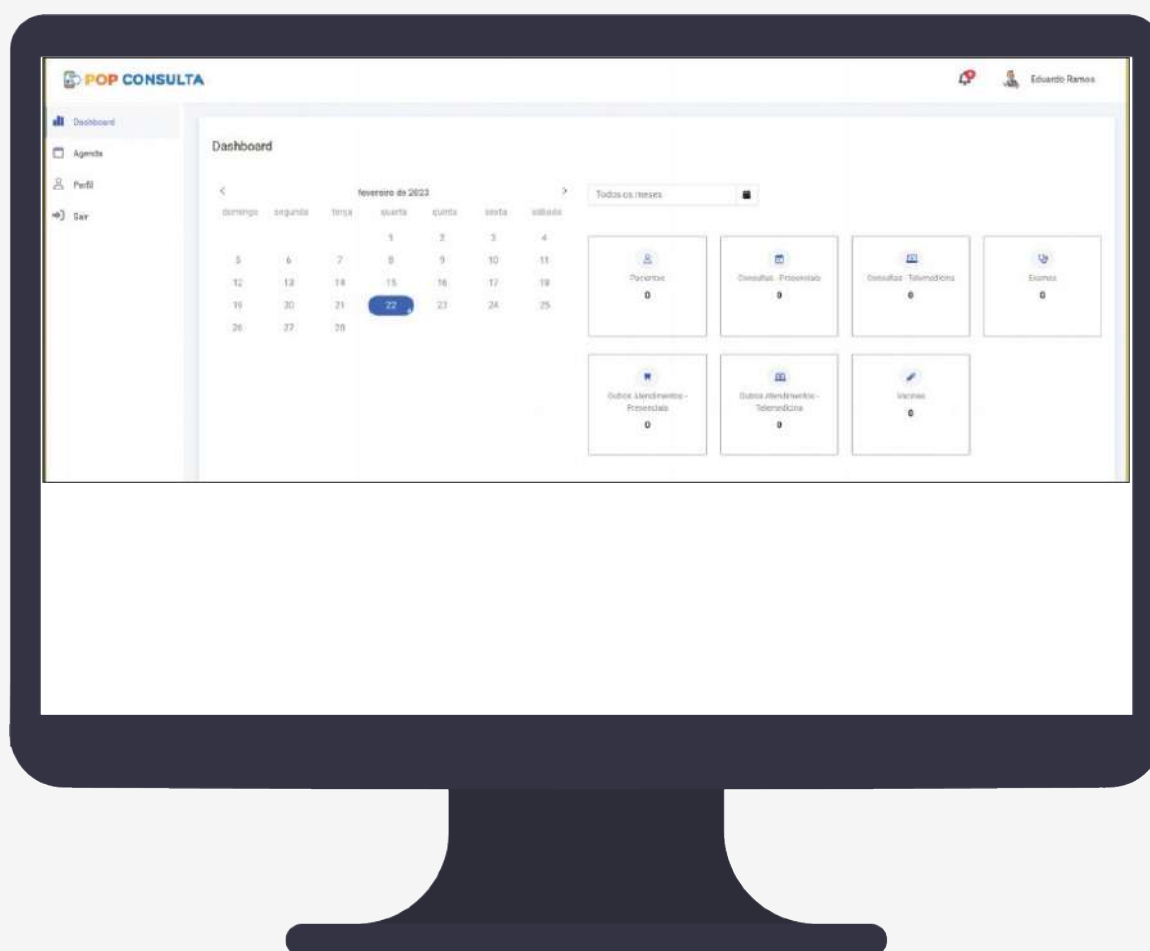 POP CONSULTA
Eduardo Ramos
Dashboard
Agenda
Perfil
Sair
Dashboard
fevereiro de 2023
domingo segunda terça quarta quinta sexta sábado
1 2 3 4
5 6 7 8 9 10 11
12 13 14 15 16 17 18
19 20 21 22 23 24 25
26 27 28
Todos os meses
Pacientes
0
Consultas - Presenciais
0
Consultas - Telemedicina
0
Exames
0
Outros Atendimentos -
Presenciais
0
Outros Atendimentos -
Telemedicina
0
Vacinas
0